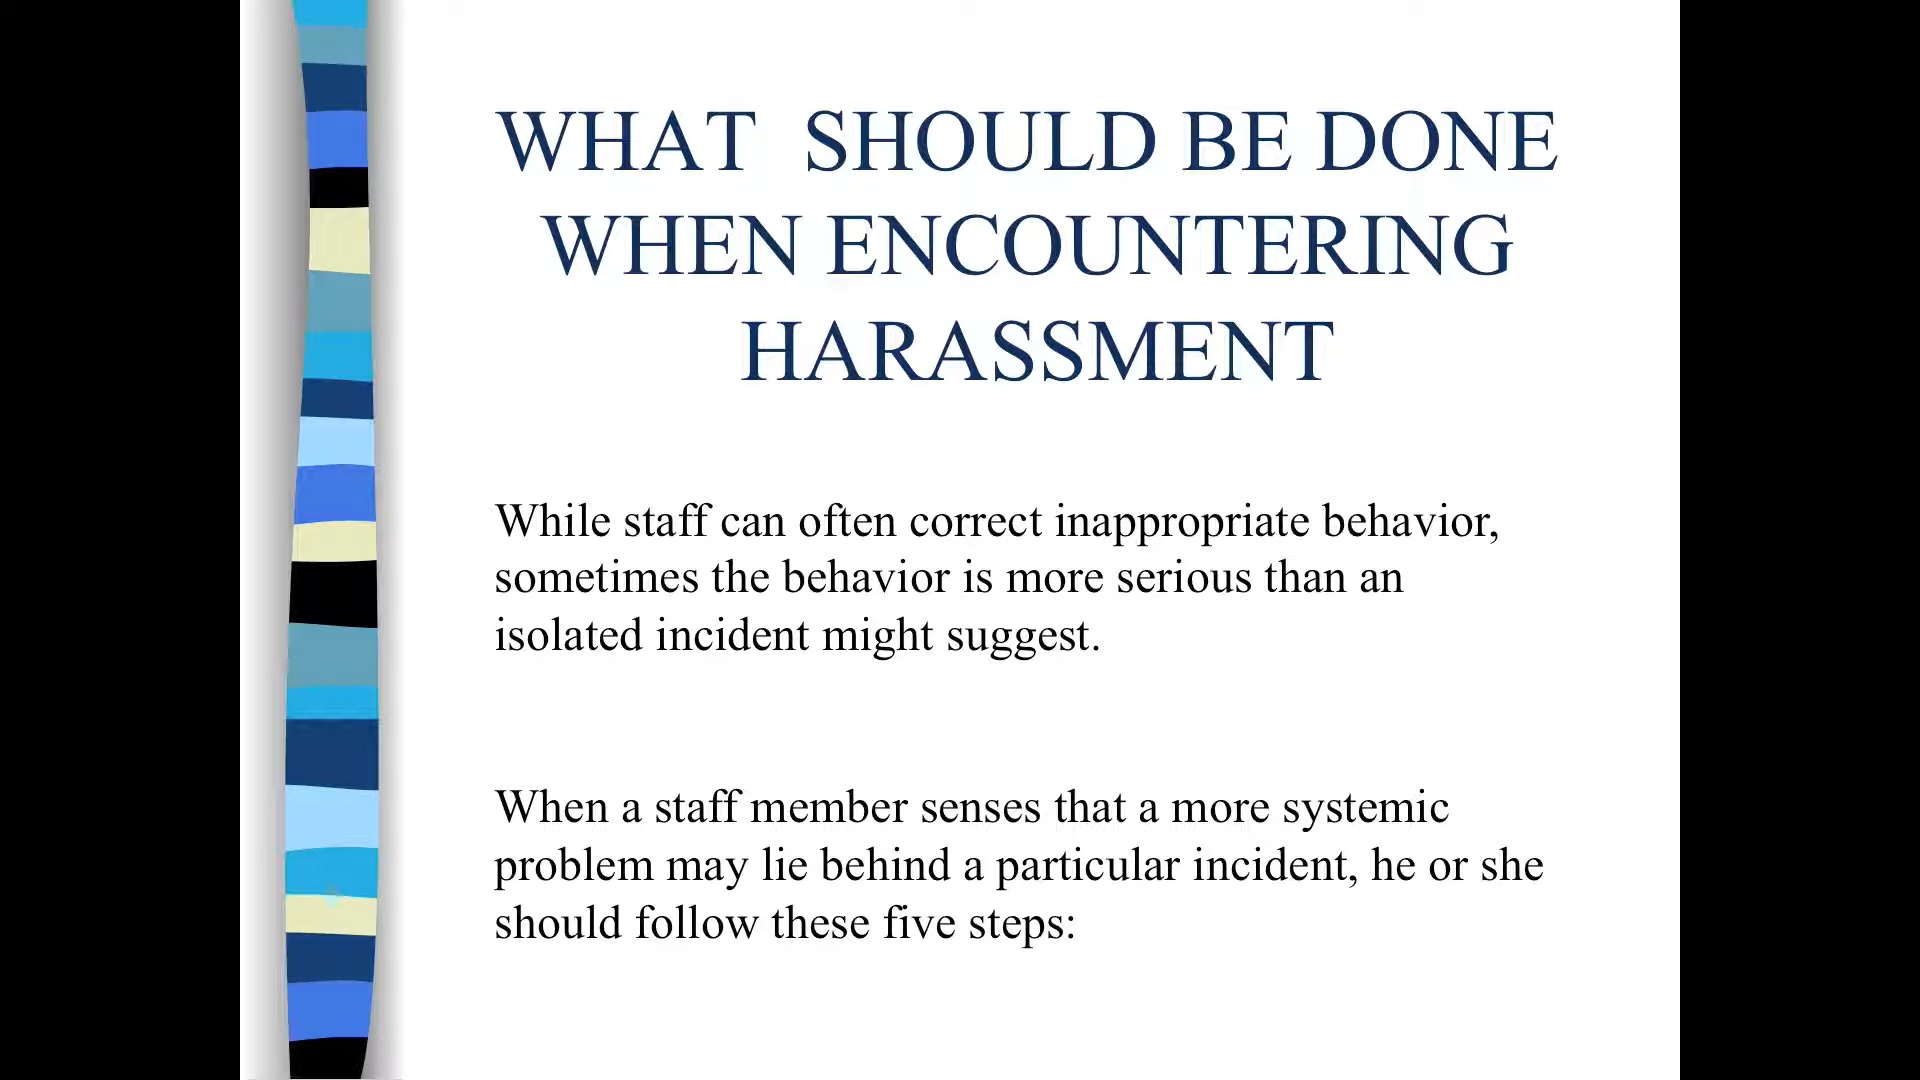 WHAT  SHOULD BE DONE
WHEN ENCOUNTERING
HARASSMENT
While staff can often correct inappropriate behavior,
sometimes the behavior is more serious than an
isolated incident might suggest.
When a staff member senses that a more systemic
problem may lie behind a particular incident, he or she
should follow these five steps: